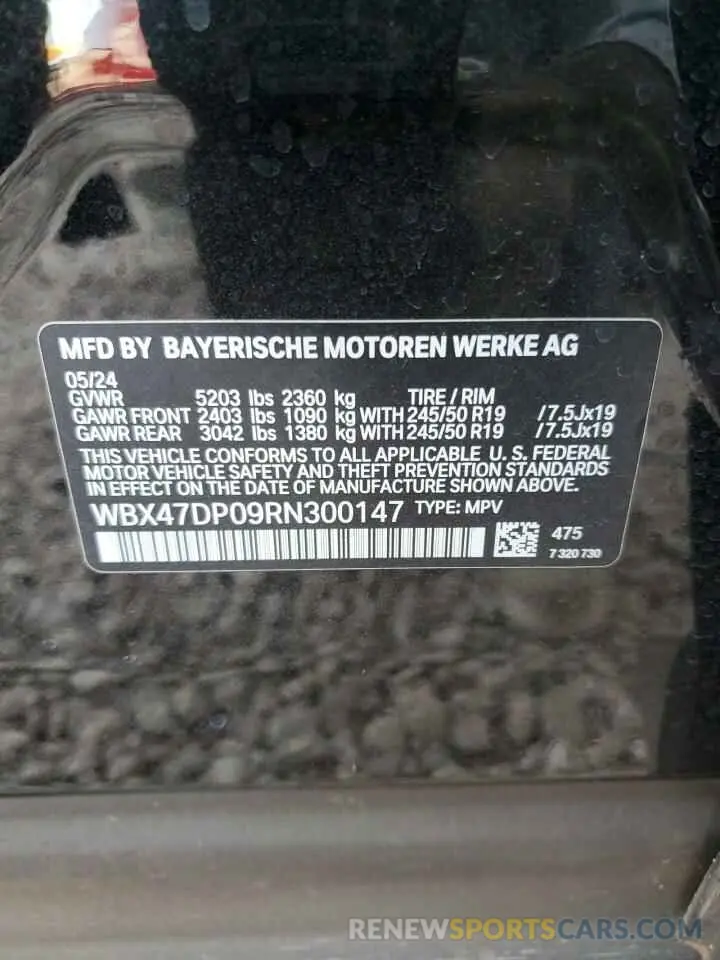 MFD BY BAYERISCHE MOTOREN WERKE AG
05/24
GVWR 5203 lbs 2360 kg TIRE / RIM
GAWR FRONT 2403 lbs 1090 kg WITH 245/50 R19 /7.5Jx19
GAWR REAR 3042 lbs 1380 kg WITH 245/50 R19 /7.5Jx19
THIS VEHICLE CONFORMS TO ALL APPLICABLE U. S. FEDERAL
MOTOR VEHICLE SAFETY AND THEFT PREVENTION STANDARDS
IN EFFECT ON THE DATE OF MANUFACTURE SHOWN ABOVE.
WBX47DP09RN300147 TYPE: MPV
475
7 320 730
RENEWSPORTSCARS.COM